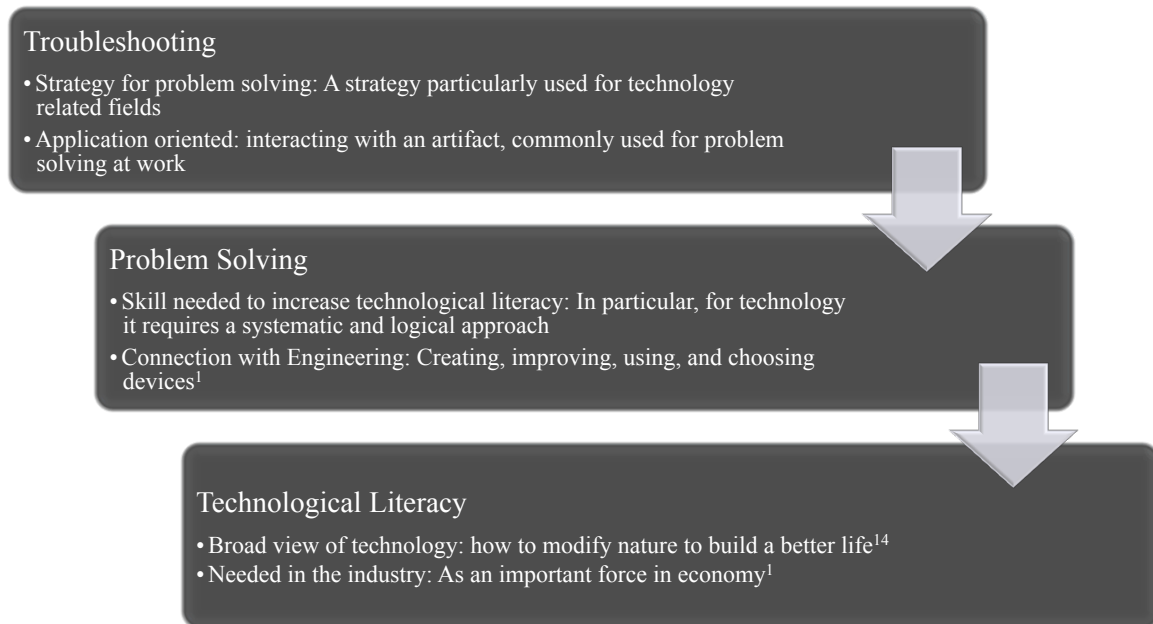 Troubleshooting
• Strategy for problem solving: A strategy particularly used for technology
related fields
• Application oriented: interacting with an artifact, commonly used for problem
solving at work
Problem Solving
• Skill needed to increase technological literacy: In particular, for technology
it requires a systematic and logical approach
• Connection with Engineering: Creating, improving, using, and choosing
devices¹
Technological Literacy
• Broad view of technology: how to modify nature to build a better life¹⁴
• Needed in the industry: As an important force in economy¹